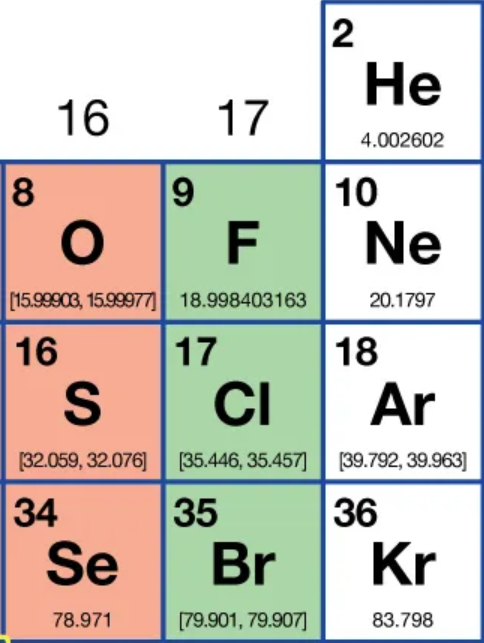 2
He
4.002602
16 17
8 9 10
O F Ne
[15.99903, 15.99977] 18.998403163 20.1797
16 17 18
S Cl Ar
[32.059, 32.076] [35.446, 35.457] [39.792, 39.963]
34 35 36
Se Br Kr
78.971 [79.901, 79.907] 83.798